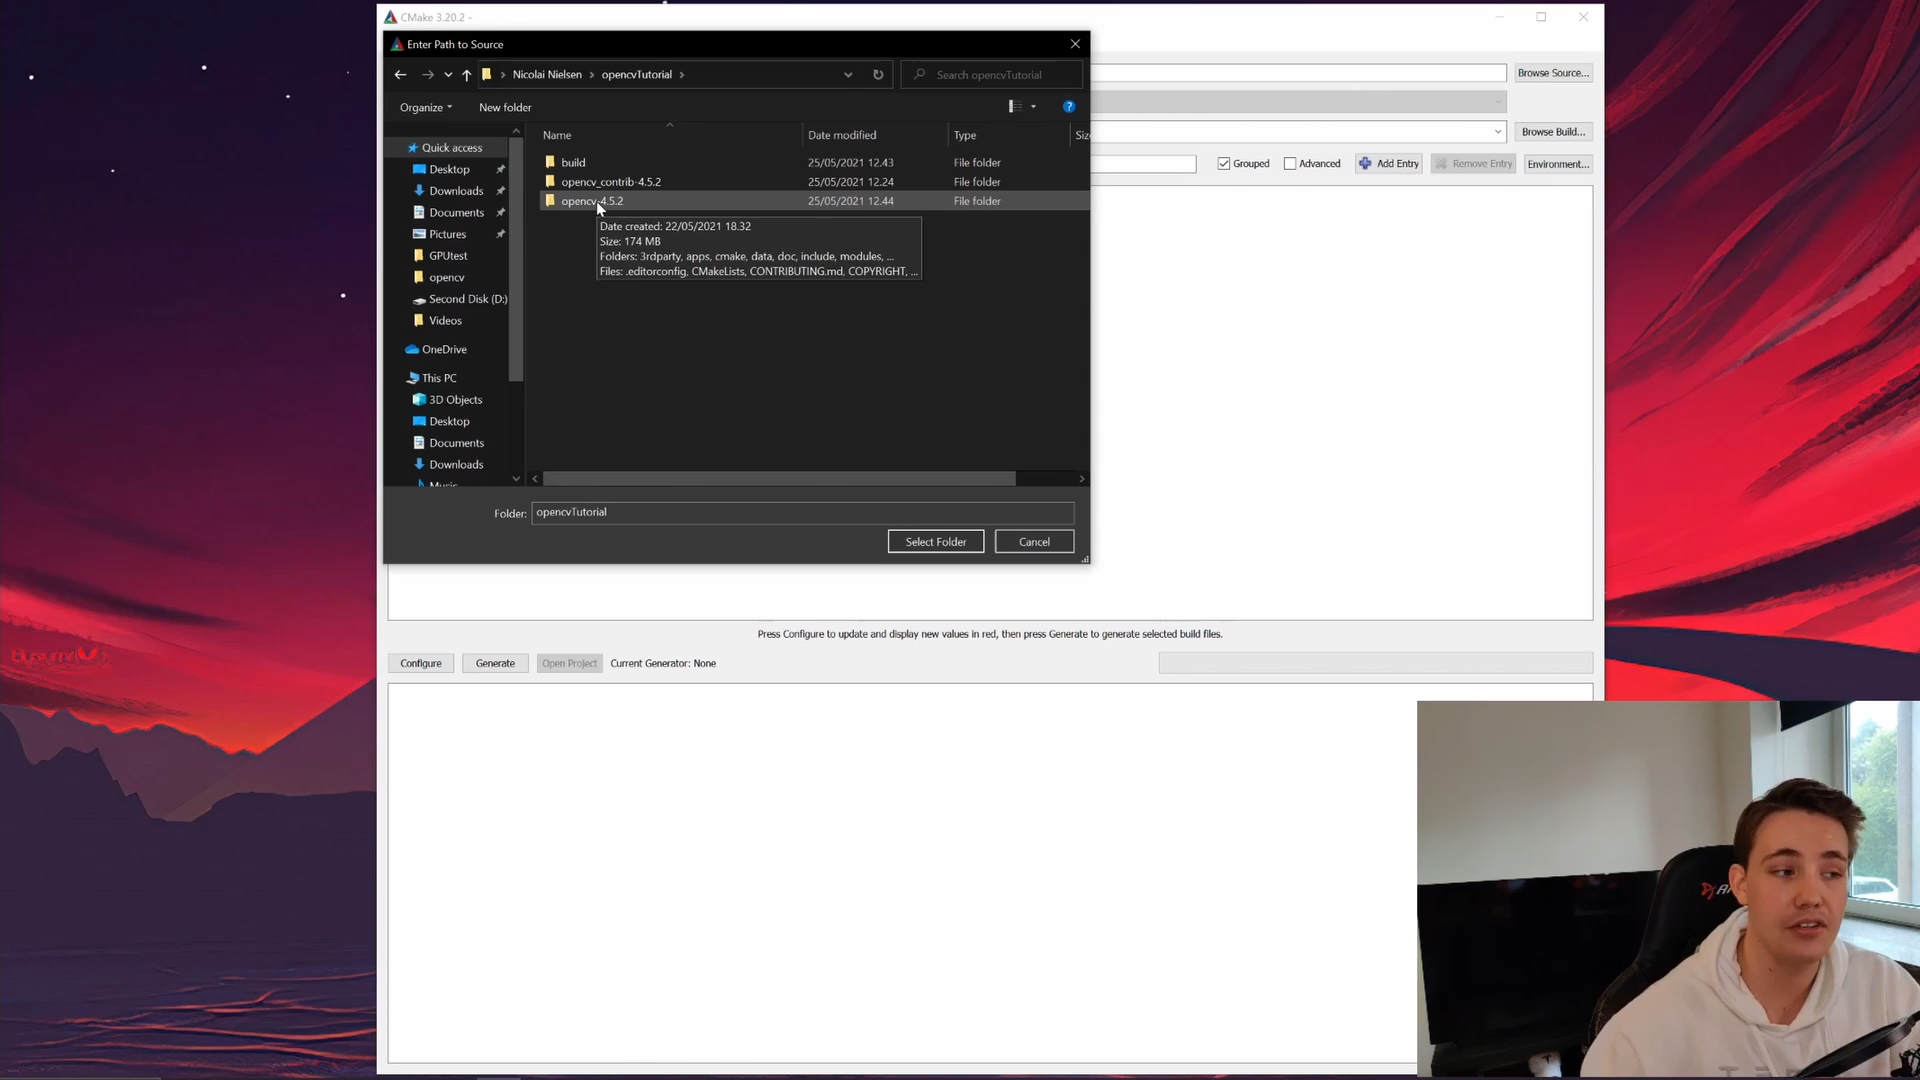 CMake 3.20.2 -
Enter Path to Source
Nicolai Nielsen > opencvTutorial >
Search opencvTutorial
Browse Source...
Organize
New folder
Browse Build...
Name
Date modified
Type
Grouped
Advanced
Add Entry
Remove Entry
Environment...
Quick access
Desktop
Downloads
Documents
Pictures
GPUtest
opencv
Second Disk (D:)
Videos
OneDrive
This PC
3D Objects
Desktop
Documents
Downloads
Music
build 25/05/2021 12.43 File folder
opencv_contrib-4.5.2 25/05/2021 12.24 File folder
opencv-4.5.2 25/05/2021 12.44 File folder
Date created: 22/05/2021 18.32
Size: 174 MB
Folders: 3rdparty, apps, cmake, data, doc, include, modules, ...
Files: .editorconfig, CMakeLists, CONTRIBUTING.md, COPYRIGHT, ...
Folder: opencvTutorial
Select Folder
Cancel
Press Configure to update and display new values in red, then press Generate to generate selected build files.
Configure
Generate
Open Project
Current Generator: None